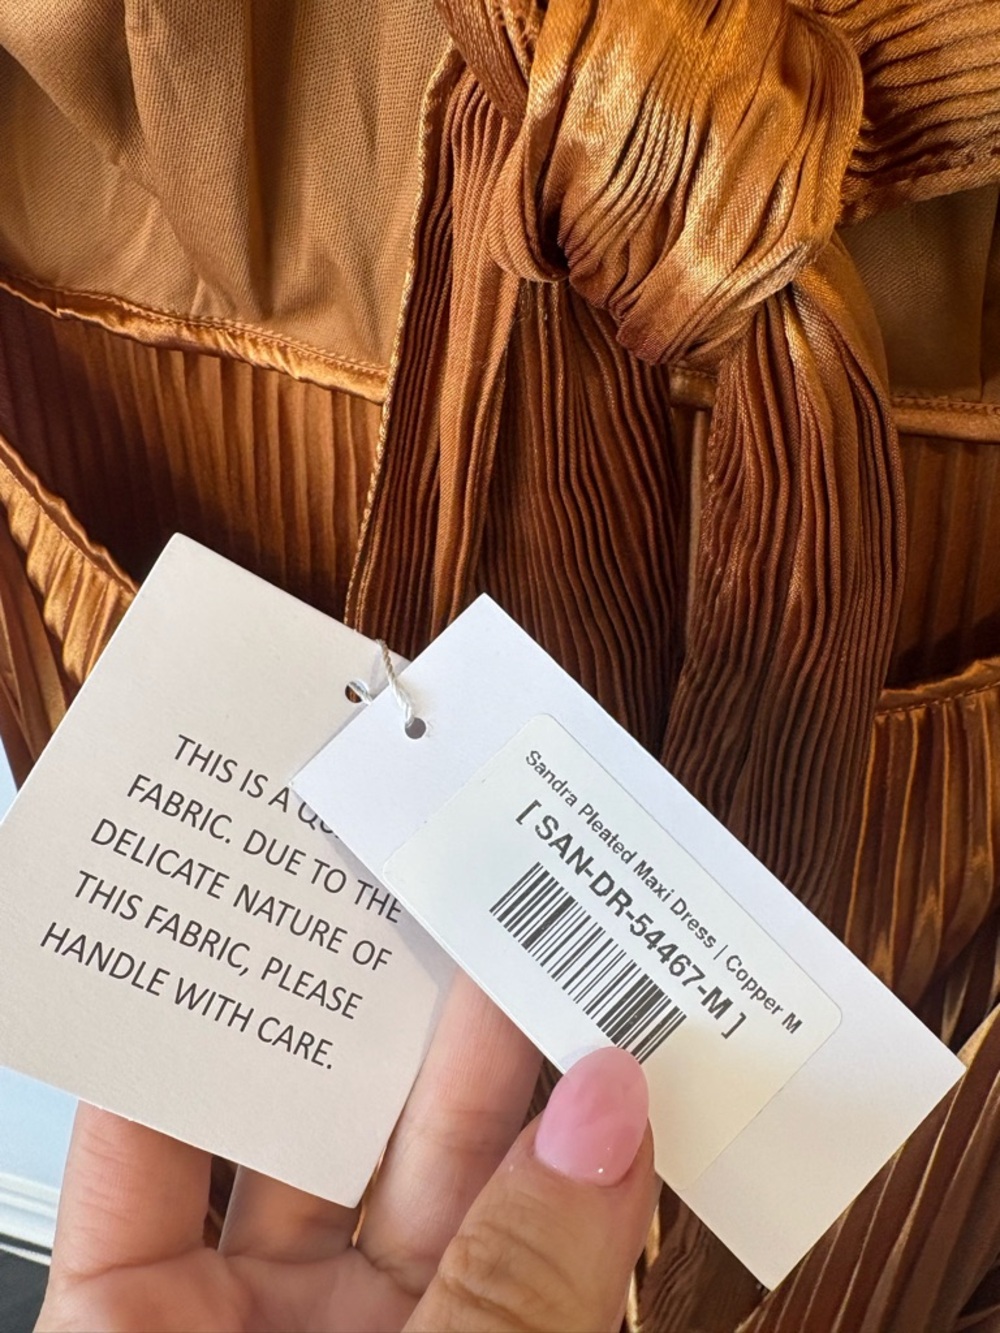 THIS IS A
FABRIC. DUE TO THE
DELICATE NATURE OF
THIS FABRIC, PLEASE
HANDLE WITH CARE.
Sandra Pleated Maxi Dress | Copper M
[ SAN-DR-54467-M ]